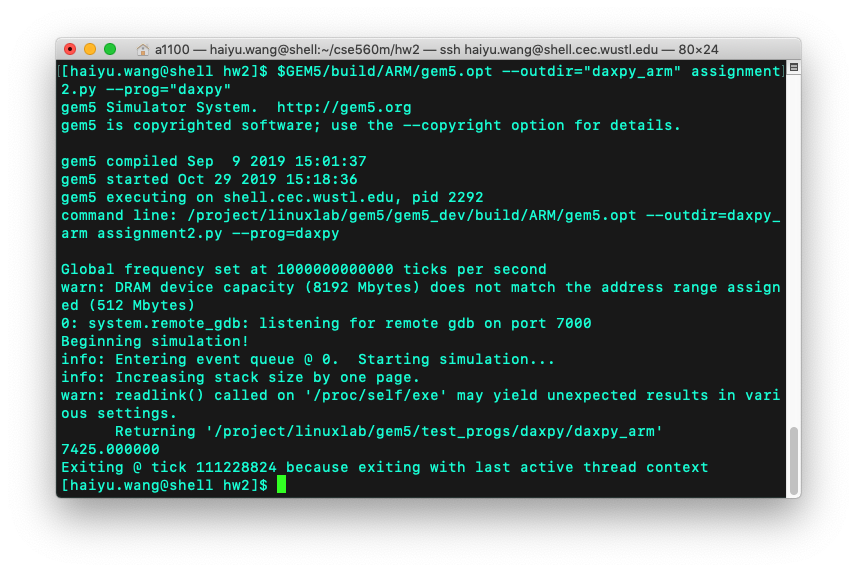 a1100 — haiyu.wang@shell:~/cse560m/hw2 — ssh haiyu.wang@shell.cec.wustl.edu — 80×24
[[haiyu.wang@shell hw2]$ $GEM5/build/ARM/gem5.opt --outdir="daxpy_arm" assignment]
2.py --prog="daxpy"
gem5 Simulator System.  http://gem5.org
gem5 is copyrighted software; use the --copyright option for details.

gem5 compiled Sep  9 2019 15:01:37
gem5 started Oct 29 2019 15:18:36
gem5 executing on shell.cec.wustl.edu, pid 2292
command line: /project/linuxlab/gem5/gem5_dev/build/ARM/gem5.opt --outdir=daxpy_
arm assignment2.py --prog=daxpy

Global frequency set at 1000000000000 ticks per second
warn: DRAM device capacity (8192 Mbytes) does not match the address range assign
ed (512 Mbytes)
0: system.remote_gdb: listening for remote gdb on port 7000
Beginning simulation!
info: Entering event queue @ 0.  Starting simulation...
info: Increasing stack size by one page.
warn: readlink() called on '/proc/self/exe' may yield unexpected results in vari
ous settings.
      Returning '/project/linuxlab/gem5/test_progs/daxpy/daxpy_arm'
7425.000000
Exiting @ tick 111228824 because exiting with last active thread context
[haiyu.wang@shell hw2]$